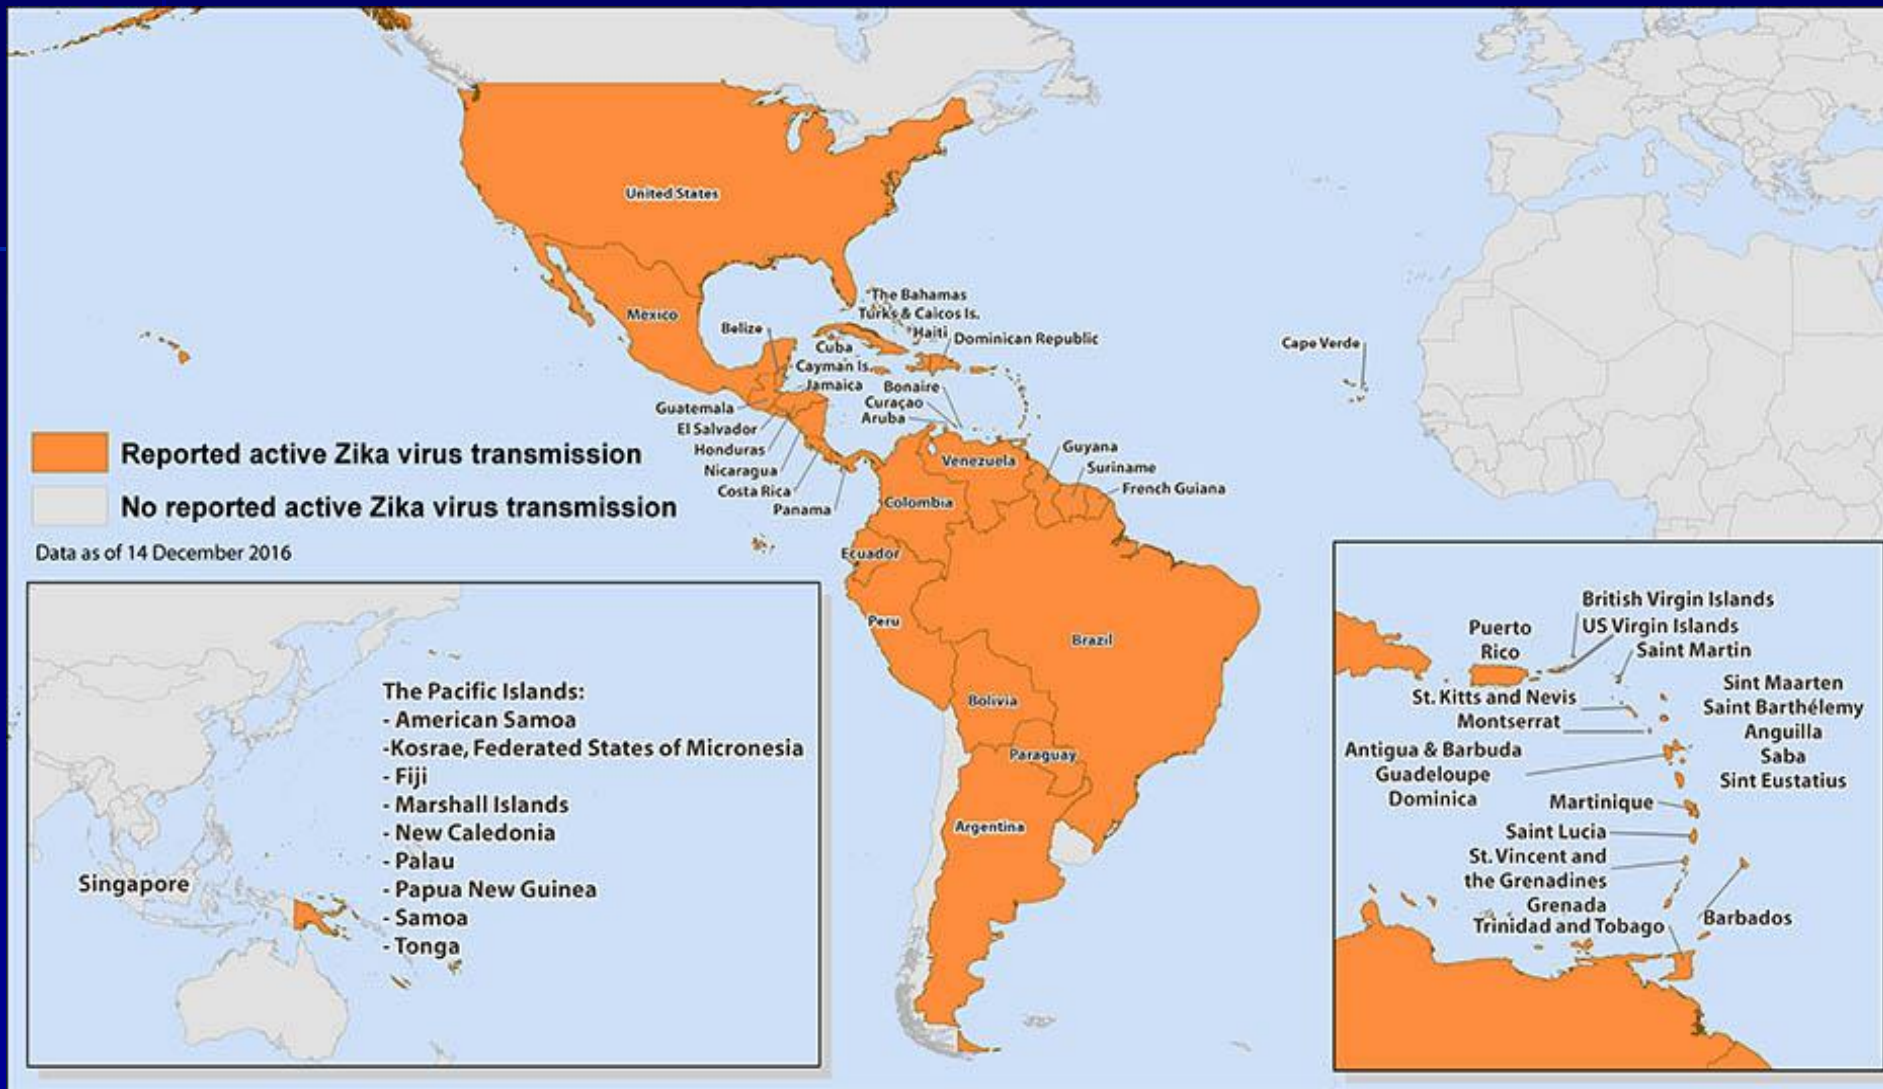 United States
Mexico
The Bahamas
Turks & Caicos Is.
Haiti
Dominican Republic
Belize
Cuba
Cayman Is.
Jamaica
Bonaire
Curaçao
Aruba
Cape Verde
Guatemala
El Salvador
Honduras
Nicaragua
Costa Rica
Panama
Venezuela
Guyana
Suriname
French Guiana
Colombia
Ecuador
Peru
Brazil
Bolivia
Paraguay
Argentina
Reported active Zika virus transmission
No reported active Zika virus transmission
Data as of 14 December 2016
The Pacific Islands:
- American Samoa
-Kosrae, Federated States of Micronesia
- Fiji
- Marshall Islands
- New Caledonia
- Palau
- Papua New Guinea
- Samoa
- Tonga
Singapore
British Virgin Islands
US Virgin Islands
Saint Martin
Puerto
Rico
St. Kitts and Nevis
Montserrat
Sint Maarten
Saint Barthélemy
Anguilla
Saba
Sint Eustatius
Antigua & Barbuda
Guadeloupe
Dominica
Martinique
Saint Lucia
St. Vincent and
the Grenadines
Grenada
Trinidad and Tobago
Barbados